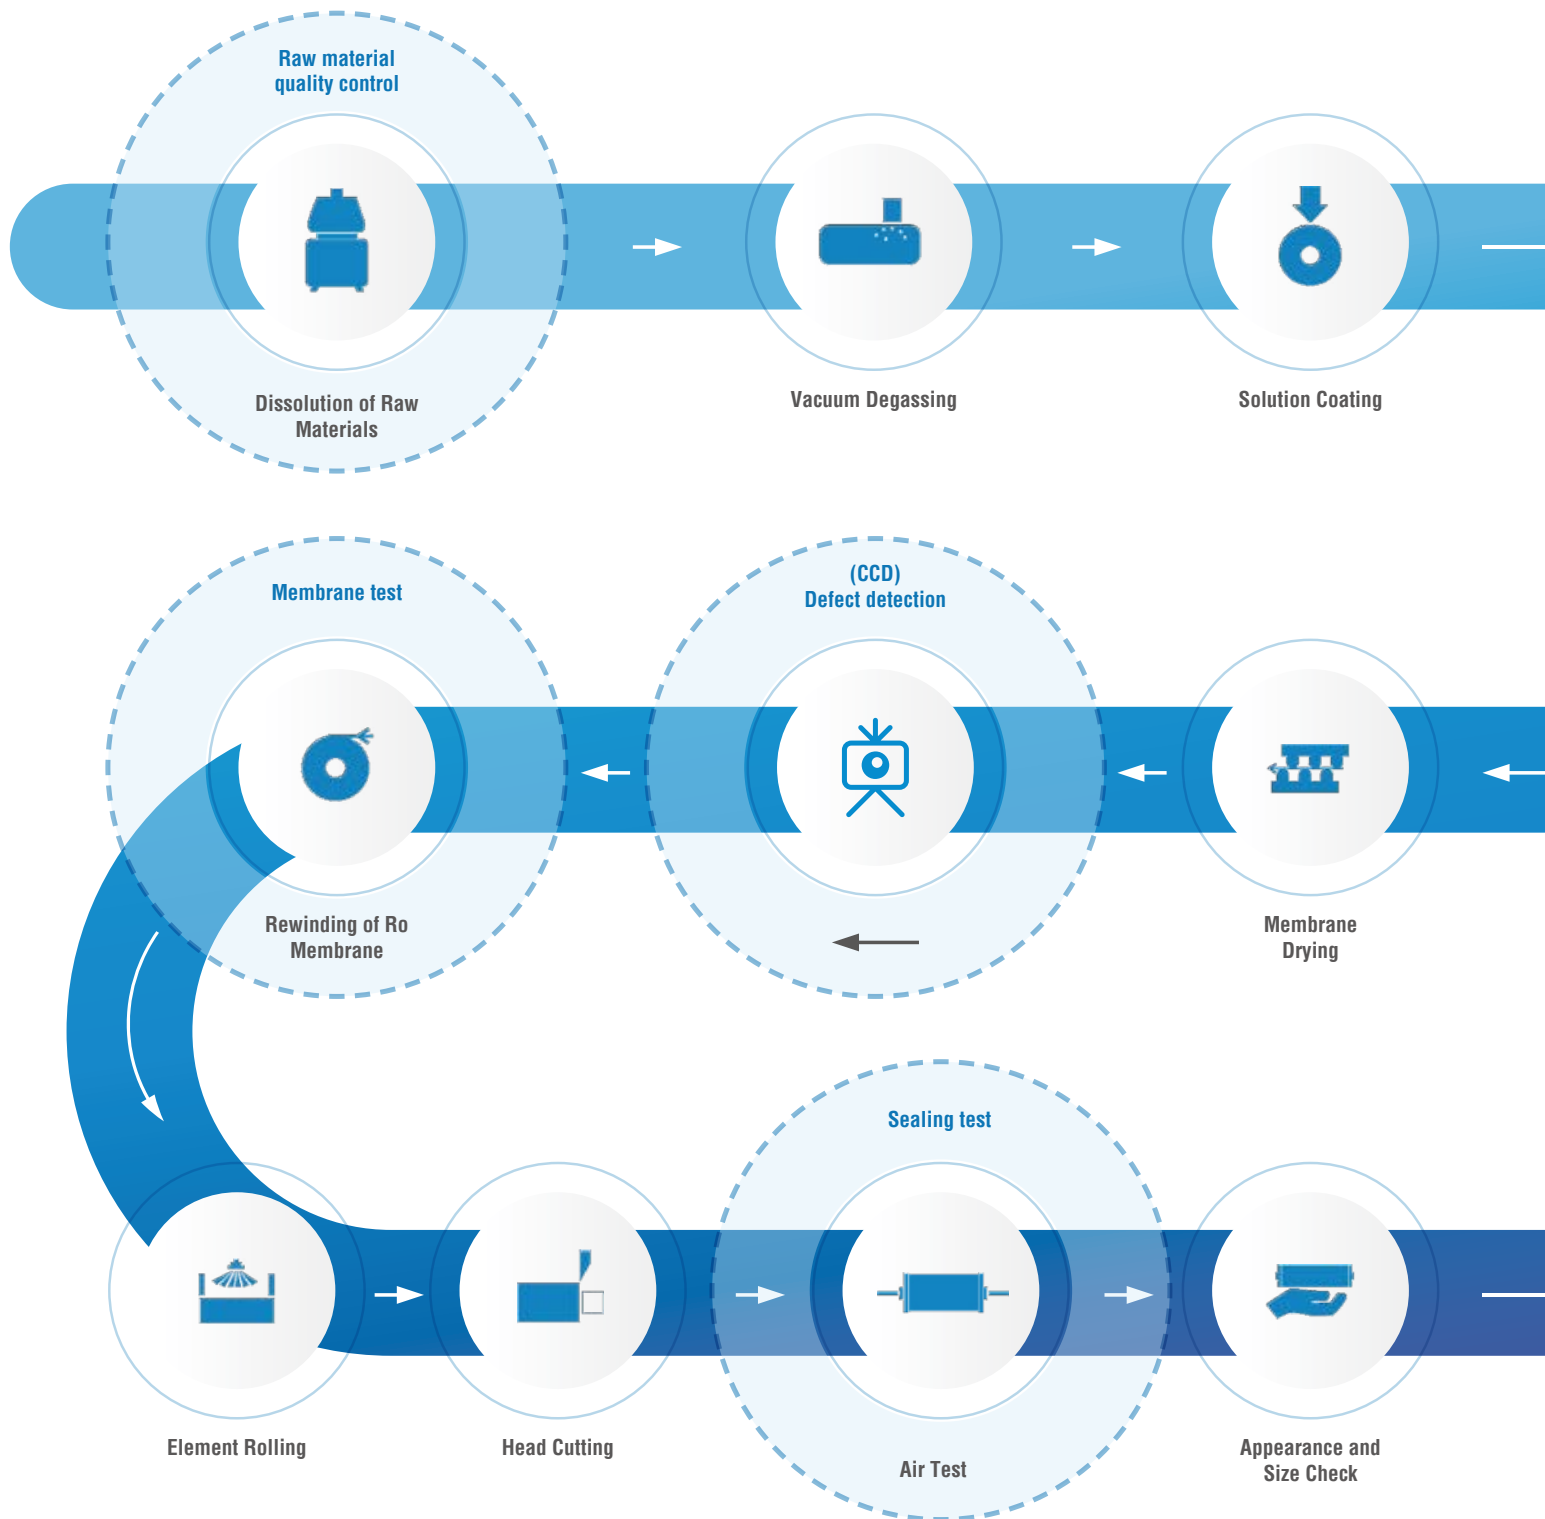 Raw material
quality control
Dissolution of Raw
Materials
Vacuum Degassing
Solution Coating
Membrane test
Rewinding of Ro
Membrane
(CCD)
Defect detection
Membrane
Drying
Element Rolling
Head Cutting
Sealing test
Air Test
Appearance and
Size Check